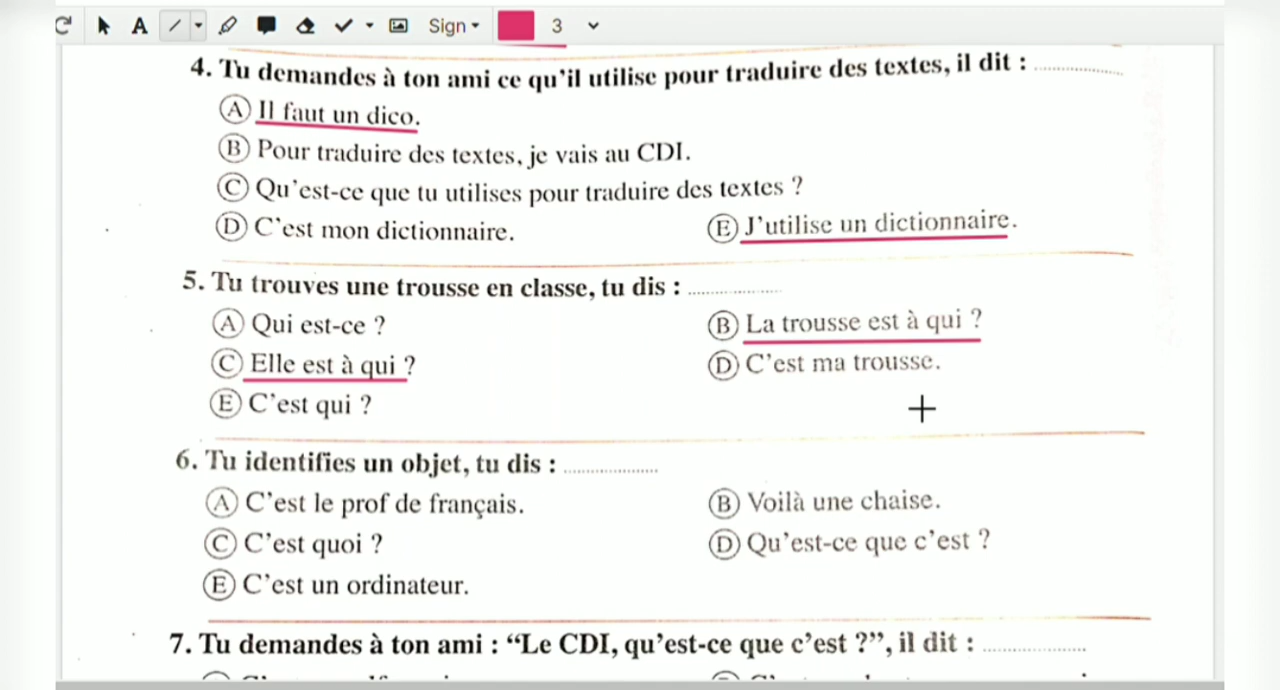 A Sign 3
4. Tu demandes à ton ami ce qu'il utilise pour traduire des textes, il dit : ..................
A Il faut un dico.
B Pour traduire des textes, je vais au CDI.
C Qu'est-ce que tu utilises pour traduire des textes ?
D C'est mon dictionnaire. E J'utilise un dictionnaire.
5. Tu trouves une trousse en classe, tu dis : ..................
A Qui est-ce ? B La trousse est à qui ?
C Elle est à qui ? D C'est ma trousse.
E C'est qui ?
6. Tu identifies un objet, tu dis : ..................
A C'est le prof de français. B Voilà une chaise.
C C'est quoi ? D Qu'est-ce que c'est ?
E C'est un ordinateur.
7. Tu demandes à ton ami : “Le CDI, qu'est-ce que c'est ?”, il dit : ..................